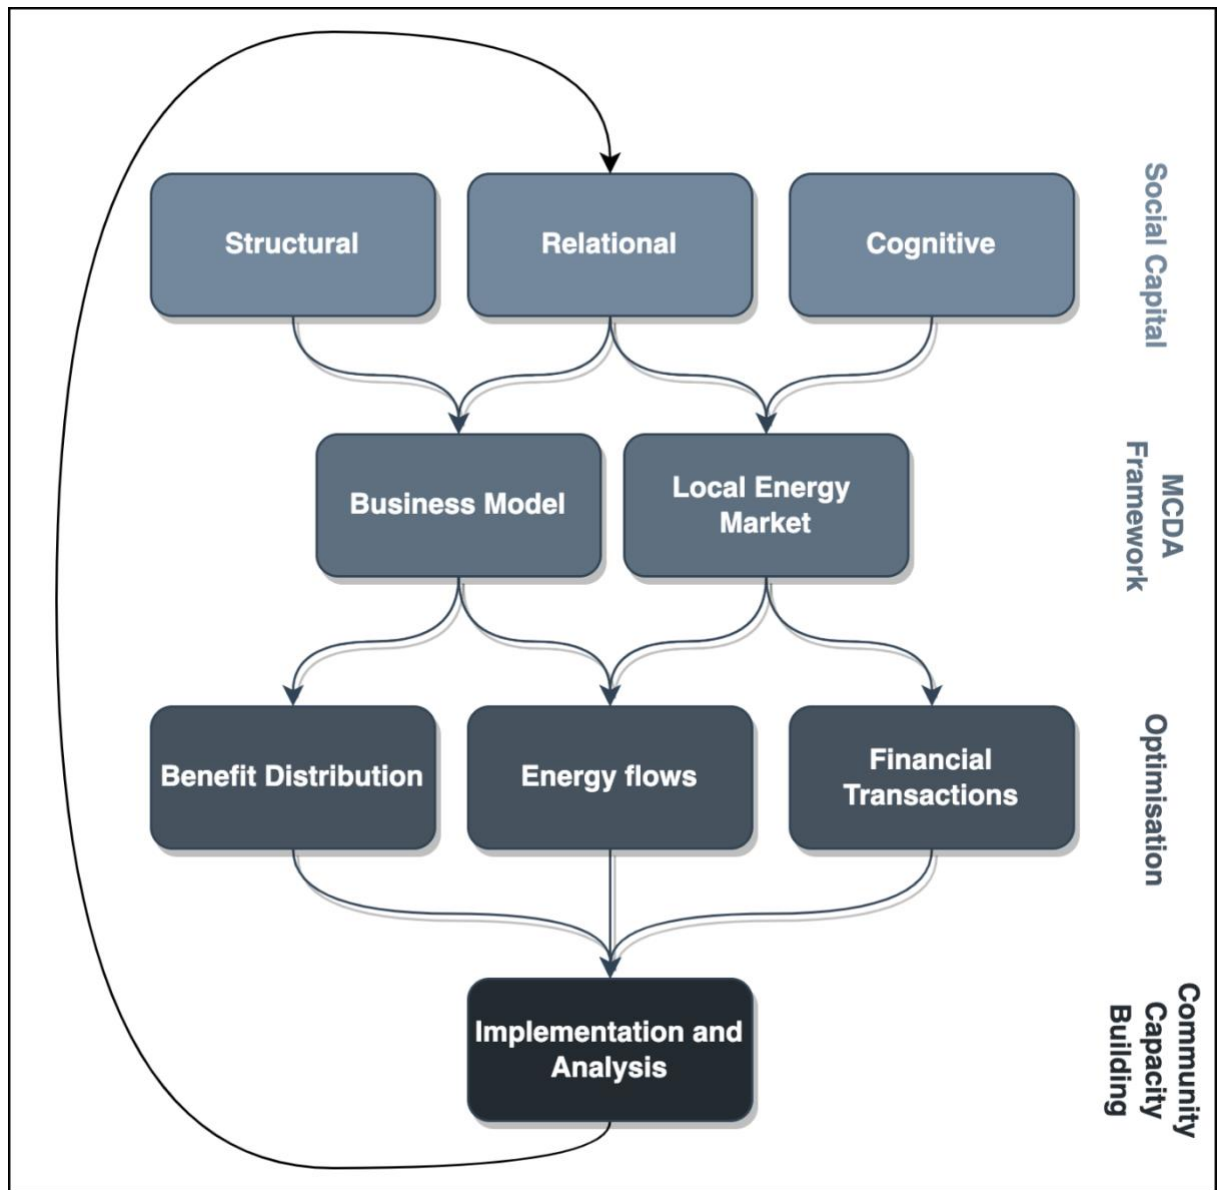 Structural
Relational
Cognitive
Social Capital
Business Model
Local Energy
Market
MCDA
Framework
Benefit Distribution
Energy flows
Financial
Transactions
Optimisation
Implementation and
Analysis
Community
Capacity
Building